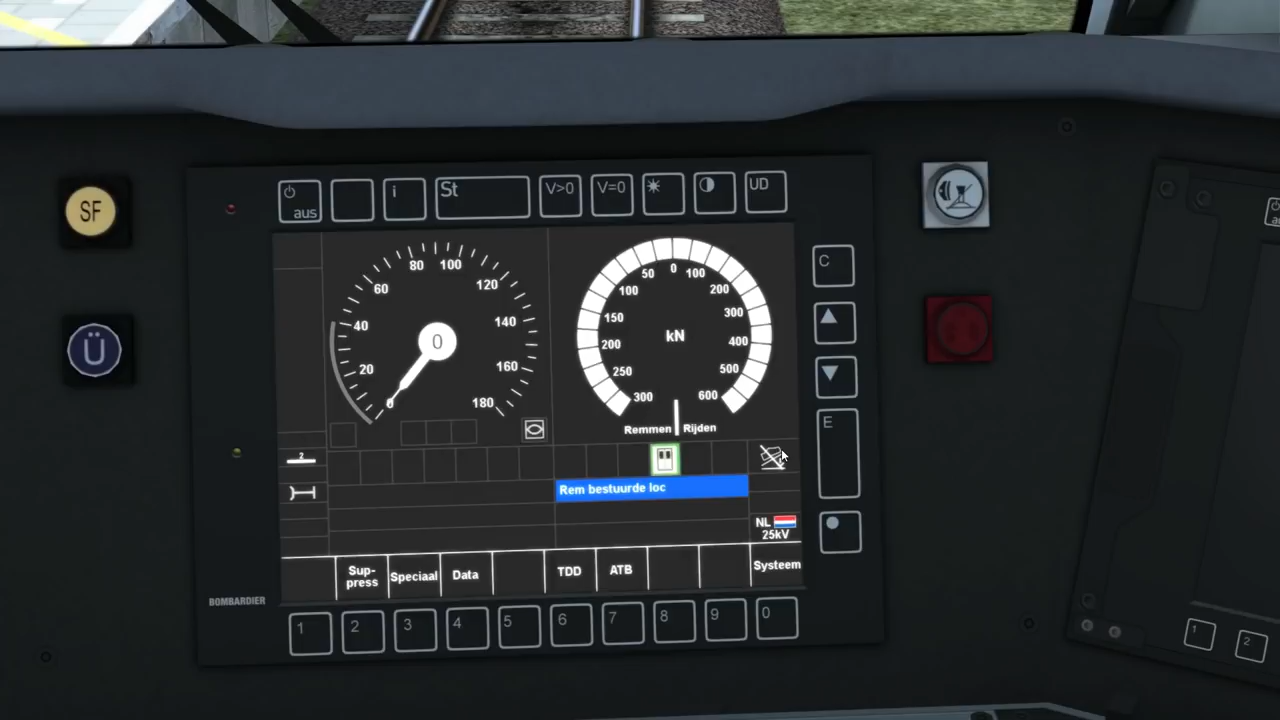 SF
Ü
aus
i
St
V>0
V=0
UD
C
E
0
20
40
60
80
100
120
140
160
180
0
300
250
200
150
100
50
0
100
200
300
400
500
600
kN
Remmen
Rijden
2
Rem bestuurde loc
NL
25kV
Sup-
press
Speciaal
Data
TDD
ATB
Systeem
BOMBARDIER
1
2
3
4
5
6
7
8
9
0
1
2